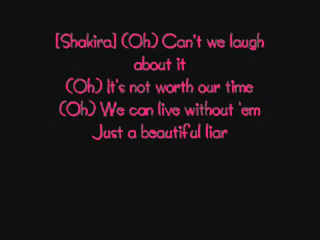 [Shakira] (Oh) Can't we laugh
about it
(Oh) It's not worth our time
(Oh) We can live without 'em
Just a beautiful liar